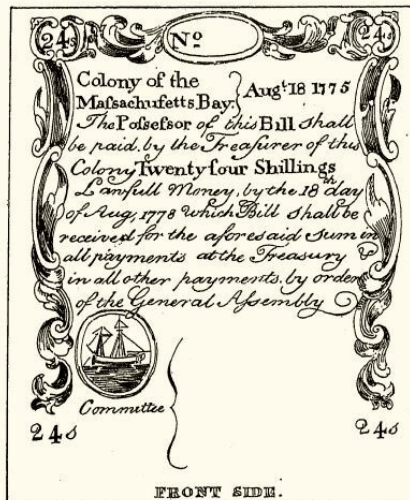 24s Nº 24s
Colony of the
Maſsachuſetts Bay. } Augt. 18 1775
The Poſseſsor of this Bill shall
be paid, by the Treaſurer of this
Colony Twenty four Shillings
Lawfull Money, by the 18th day
of Aug, 1778 which Bill shall be
received for the aforesaid sum in
all payments at the Treasury &
in all other payments, by order
of the General Aſsembly
Committee {
24s 24s
FRONT SIDE.